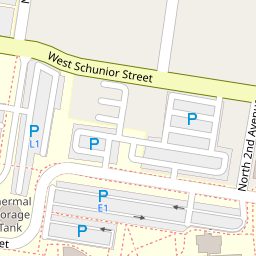 West Schunior Street
P
P
L1
P
North 2nd Avenue
P
E1
hermal
orage
Tank
P
et